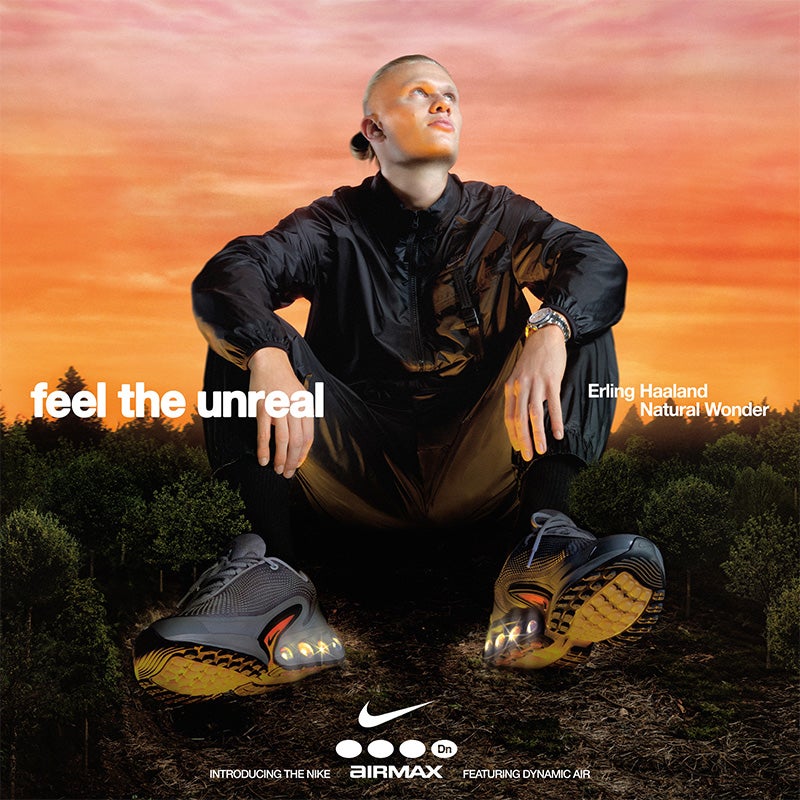 feel the unreal
Erling Haaland
Natural Wonder
Dn
INTRODUCING THE NIKE AIRMAX FEATURING DYNAMIC AIR